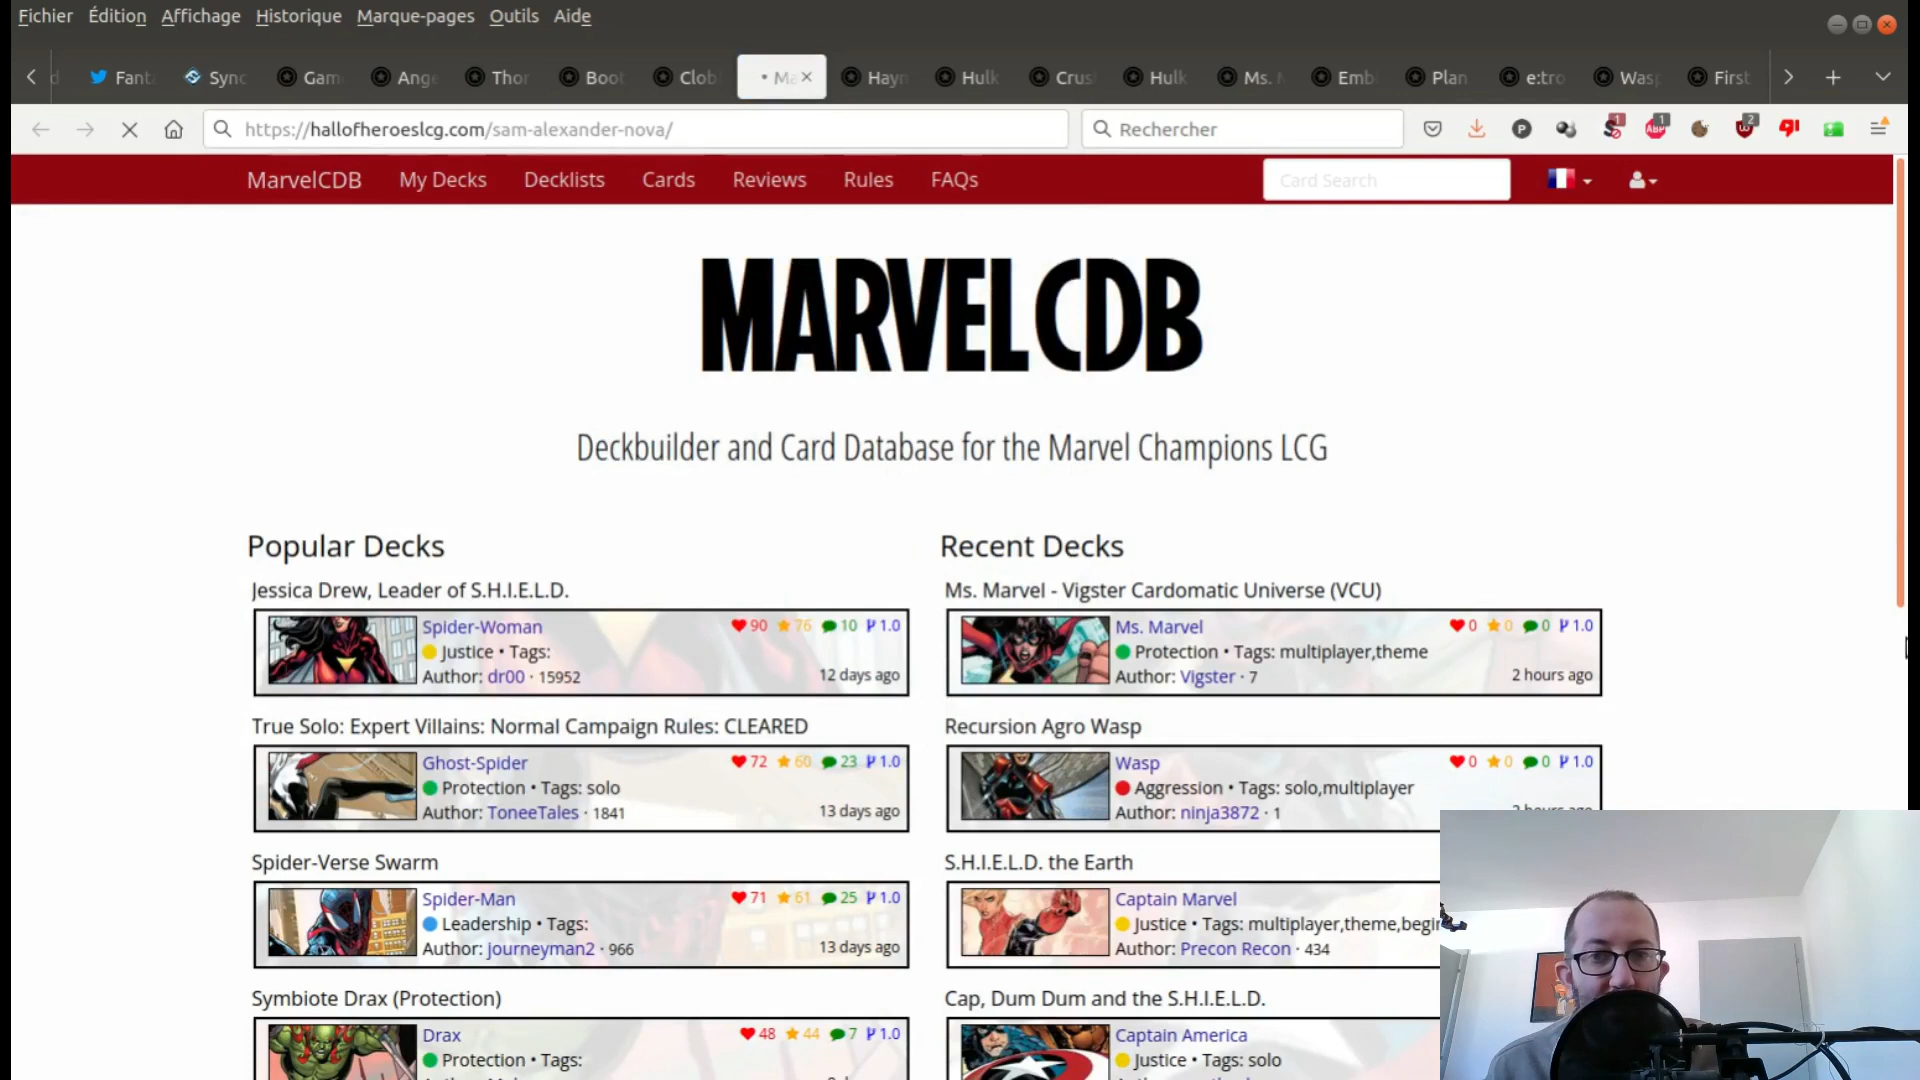 Fichier Édition Affichage Historique Marque-pages Outils Aide
Fant Sync Gam Ange Thor Boot Clob Ma Hayn Hulk Crus Hulk Ms. Emb Plan e:tro Was First
https://hallofheroeslcg.com/sam-alexander-nova/ Rechercher 1 1 2
MarvelCDB My Decks Decklists Cards Reviews Rules FAQs Card Search
MARVELCDB
Deckbuilder and Card Database for the Marvel Champions LCG
Popular Decks
Jessica Drew, Leader of S.H.I.E.L.D.
Spider-Woman 90 76 10 1.0
Justice • Tags:
Author: dr00 · 15952 12 days ago
True Solo: Expert Villains: Normal Campaign Rules: CLEARED
Ghost-Spider 72 60 23 1.0
Protection • Tags: solo
Author: ToneeTales · 1841 13 days ago
Spider-Verse Swarm
Spider-Man 71 61 25 1.0
Leadership • Tags:
Author: Journeyman2 · 966 13 days ago
Symbiote Drax (Protection)
Drax 48 44 7 1.0
Protection • Tags:
Recent Decks
Ms. Marvel - Vigster Cardomatic Universe (VCU)
Ms. Marvel 0 0 0 1.0
Protection • Tags: multiplayer,theme
Author: Vigster · 7 2 hours ago
Recursion Agro Wasp
Wasp 0 0 0 1.0
Aggression • Tags: solo,multiplayer
Author: ninja3872 · 1
S.H.I.E.L.D. the Earth
Captain Marvel
Justice • Tags: multiplayer,theme,begin
Author: Precon Recon · 434
Cap, Dum Dum and the S.H.I.E.L.D.
Captain America
Justice • Tags: solo